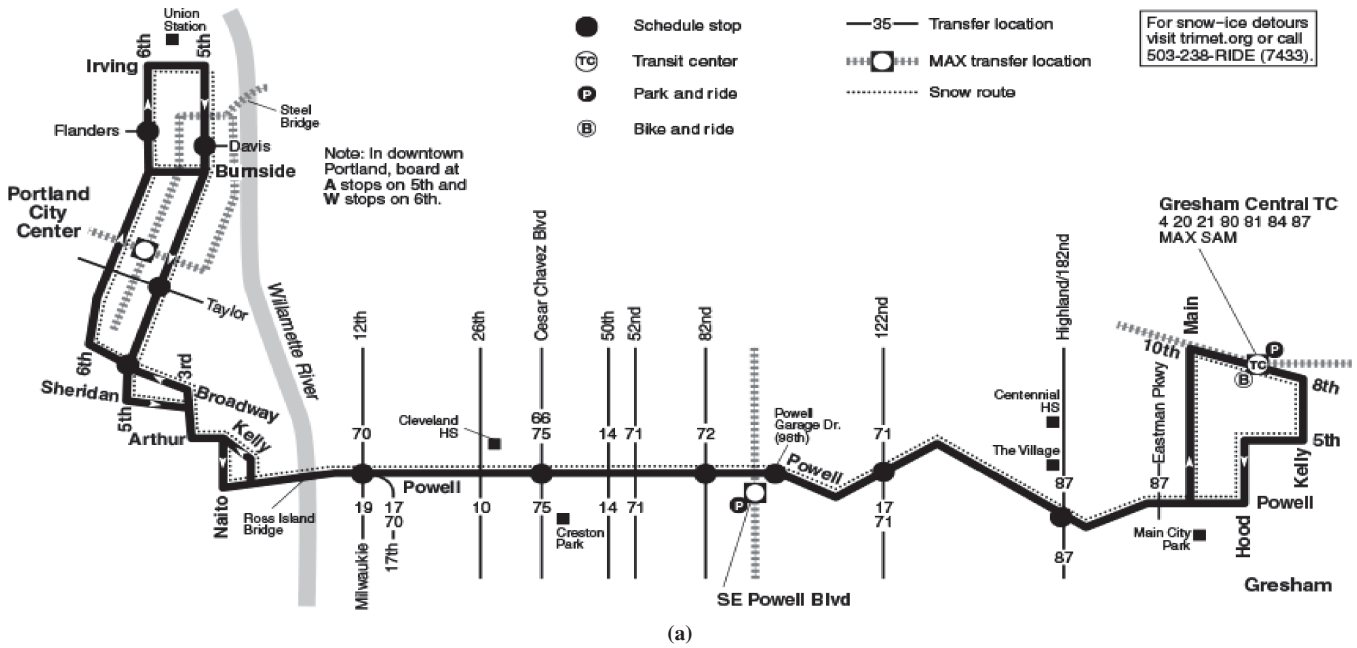 Union
Station
6th
5th
Irving
Flanders
Davis
Burnside
Steel
Bridge
Note: In downtown
Portland, board at
A stops on 5th and
W stops on 6th.
Portland
City
Center
Taylor
Willamette River
6th
Sheridan
5th
3rd
Broadway
Arthur
Kelly
Naito
Ross Island
Bridge
Schedule stop
TC Transit center
P Park and ride
B Bike and ride
35 Transfer location
MAX transfer location
Snow route
For snow-ice detours
visit trimet.org or call
503-238-RIDE (7433).
12th
70
19
Milwaukie
17
70
17th
Powell
Cleveland
HS
26th
10
Cesar Chavez Blvd
66
75
75
Creston
Park
50th
14
14
52nd
71
71
82nd
72
P
SE Powell Blvd
Powell
Garage Dr.
(98th)
Powell
122nd
71
17
71
Highland/182nd
Centennial
HS
The Village
87
87
87
Eastman Pkwy
Main City
Park
Gresham Central TC
4 20 21 80 81 84 87
MAX SAM
Main
10th
TC
P
B
8th
5th
Kelly
Powell
Hood
Gresham
(a)